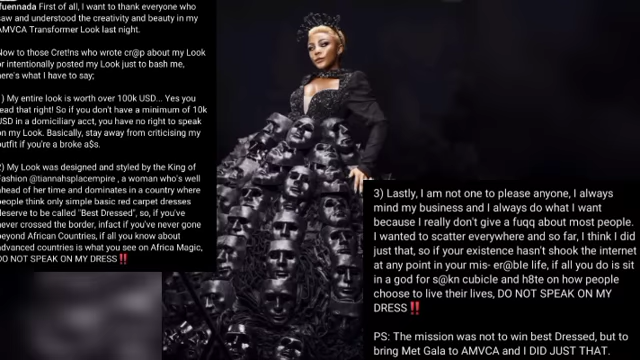 fuennada First of all, I want to thank everyone who
saw and understood the creativity and beauty in my
AMVCA Transformer Look last night.
Now to those Cret!ns who wrote cr@p about my Look
or intentionally posted my Look just to bash me,
here's what I have to say;
1) My entire look is worth over 100k USD... Yes you
read that right! So if you don't have a minimum of 10k
USD in a domiciliary acct, you have no right to speak
on my Look. Basically, stay away from criticising my
outfit if you're a broke a$s.
2) My Look was designed and styled by the King of
Fashion @tiannahsplacempire , a woman who's well
ahead of her time and dominates in a country where
people think only simple basic red carpet dresses
deserve to be called "Best Dressed", so, if you've
never crossed the border, infact if you've never gone
beyond African Countries, if all you know about
advanced countries is what you see on Africa Magic,
DO NOT SPEAK ON MY DRESS‼️
3) Lastly, I am not one to please anyone, I always
mind my business and I always do what I want
because I really don't give a fuqq about most people.
I wanted to scatter everywhere and so far, I think I did
just that, so if your existence hasn't shook the internet
at any point in your mis- er@ble life, if all you do is sit
in a god for s@kn cubicle and h8te on how people
choose to live their lives, DO NOT SPEAK ON MY
DRESS‼️
PS: The mission was not to win best Dressed, but to
bring Met Gala to AMVCA and I DID JUST THAT.